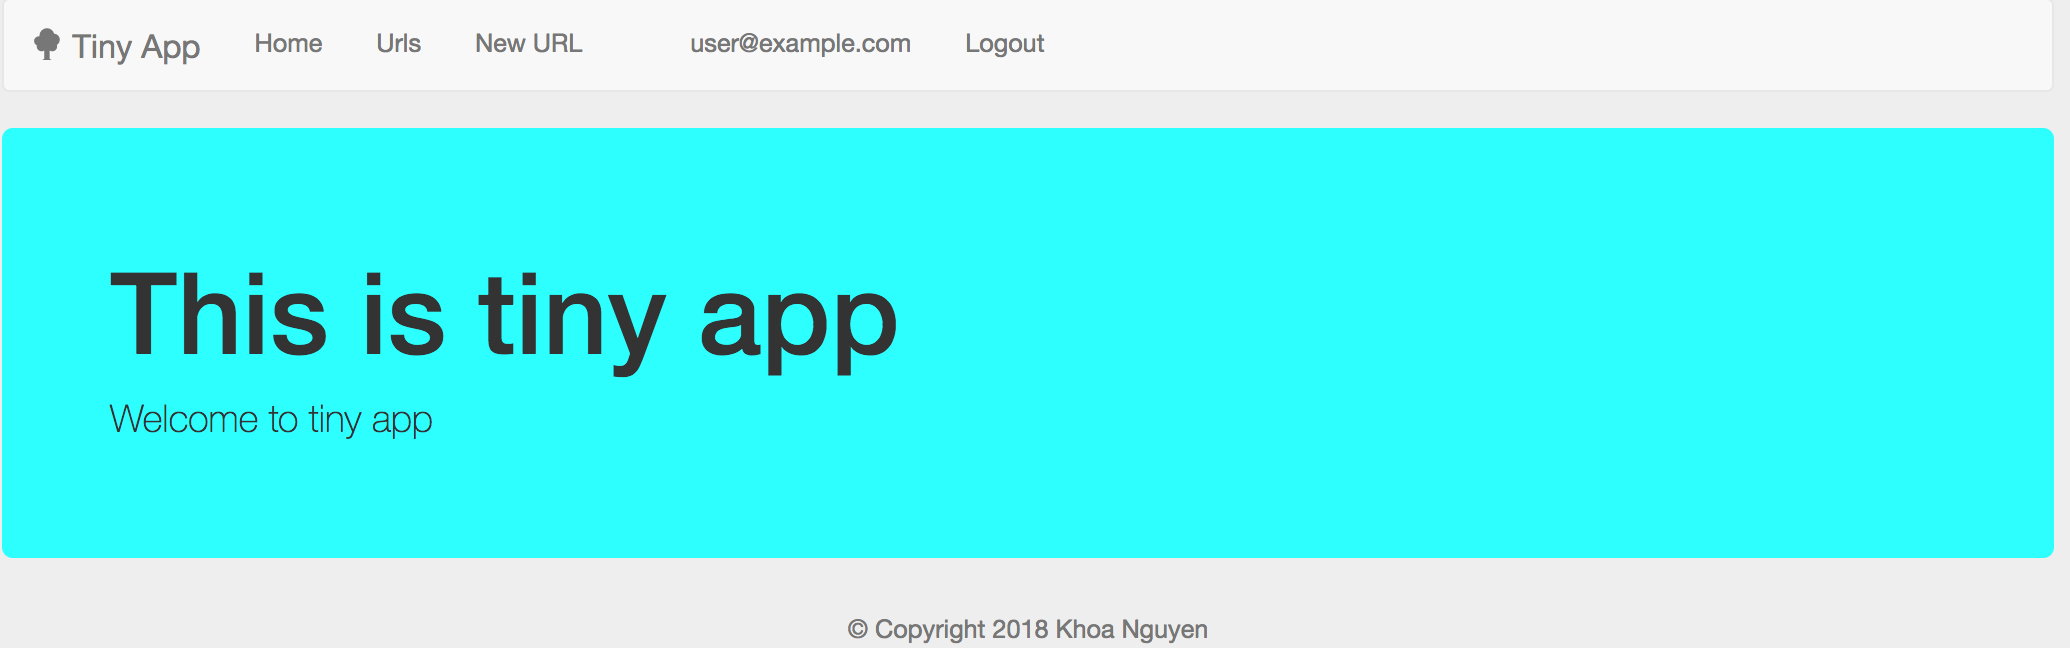 Tiny App Home Urls New URL user@example.com Logout
This is tiny app
Welcome to tiny app
© Copyright 2018 Khoa Nguyen